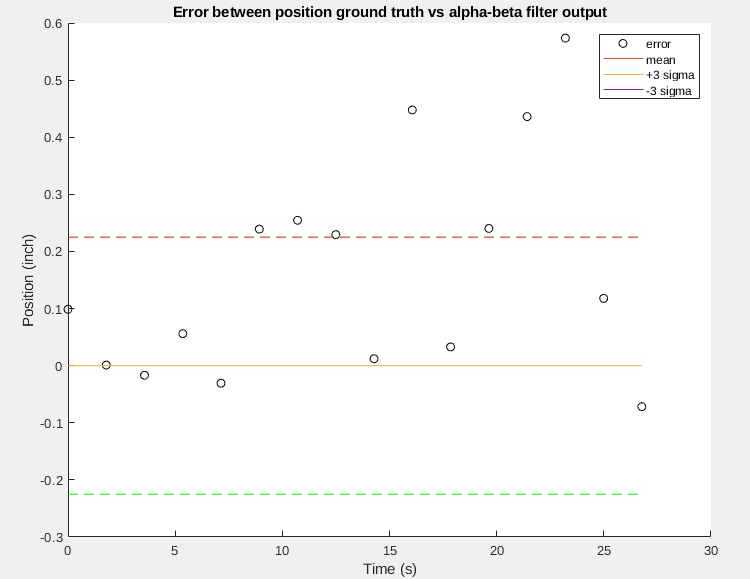 Error between position ground truth vs alpha-beta filter output
error
mean
+3 sigma
-3 sigma
Position (inch)
0.6
0.5
0.4
0.3
0.2
0.1
0
-0.1
-0.2
-0.3
0 5 10 15 20 25 30
Time (s)